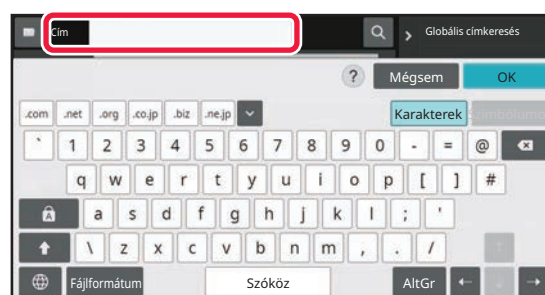 Cím
Globális címkeresés
? Mégsem OK
.com .net .org .co.jp .biz .ne.jp Karakterek
` 1 2 3 4 5 6 7 8 9 0 - = @
q w e r t y u i o p [ ] #
A a s d f g h j k l ; '
\ z x c v b n m , . /
Fájlformátum Szóköz AltGr ← ↓ →